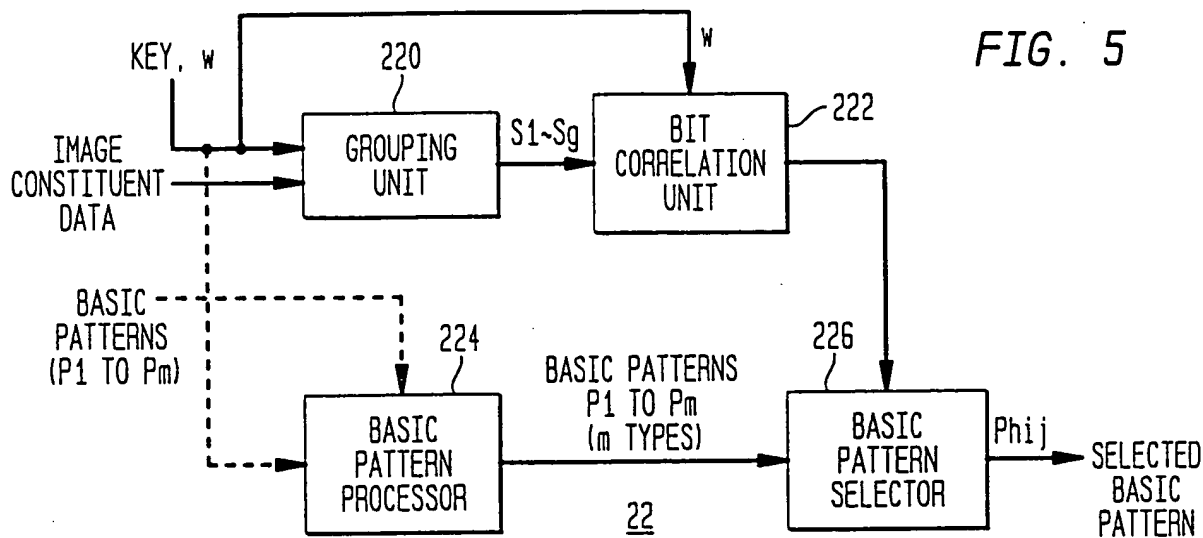 FIG. 5
KEY, w
w
220
222
IMAGE
CONSTITUENT
DATA
GROUPING
UNIT
S1~Sg
BIT
CORRELATION
UNIT
BASIC
PATTERNS
(P1 TO Pm)
224
BASIC
PATTERN
PROCESSOR
BASIC PATTERNS
P1 TO Pm
(m TYPES)
226
BASIC
PATTERN
SELECTOR
Phij
SELECTED
BASIC
PATTERN
22